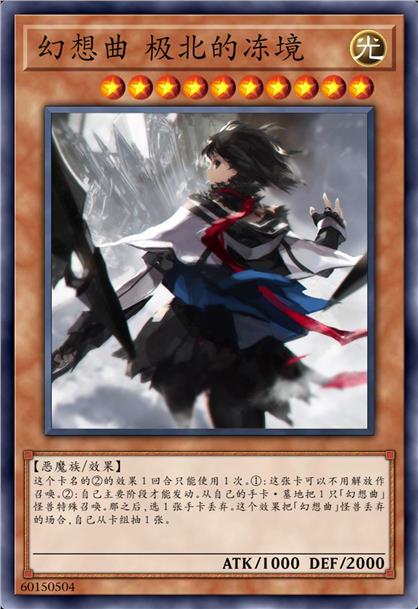 幻想曲 极北的冻境
光
【恶魔族/效果】
这个卡名的②的效果1回合只能使用1次。①:这张卡可以不用解放作
召唤。②:自己主要阶段才能发动。从自己的手卡·墓地把1只「幻想曲」
怪兽特殊召唤。那之后,选1张手卡丢弃。这个效果把「幻想曲」怪兽丢弃
的场合,自己从卡组抽1张。
ATK/1000 DEF/2000
60150504